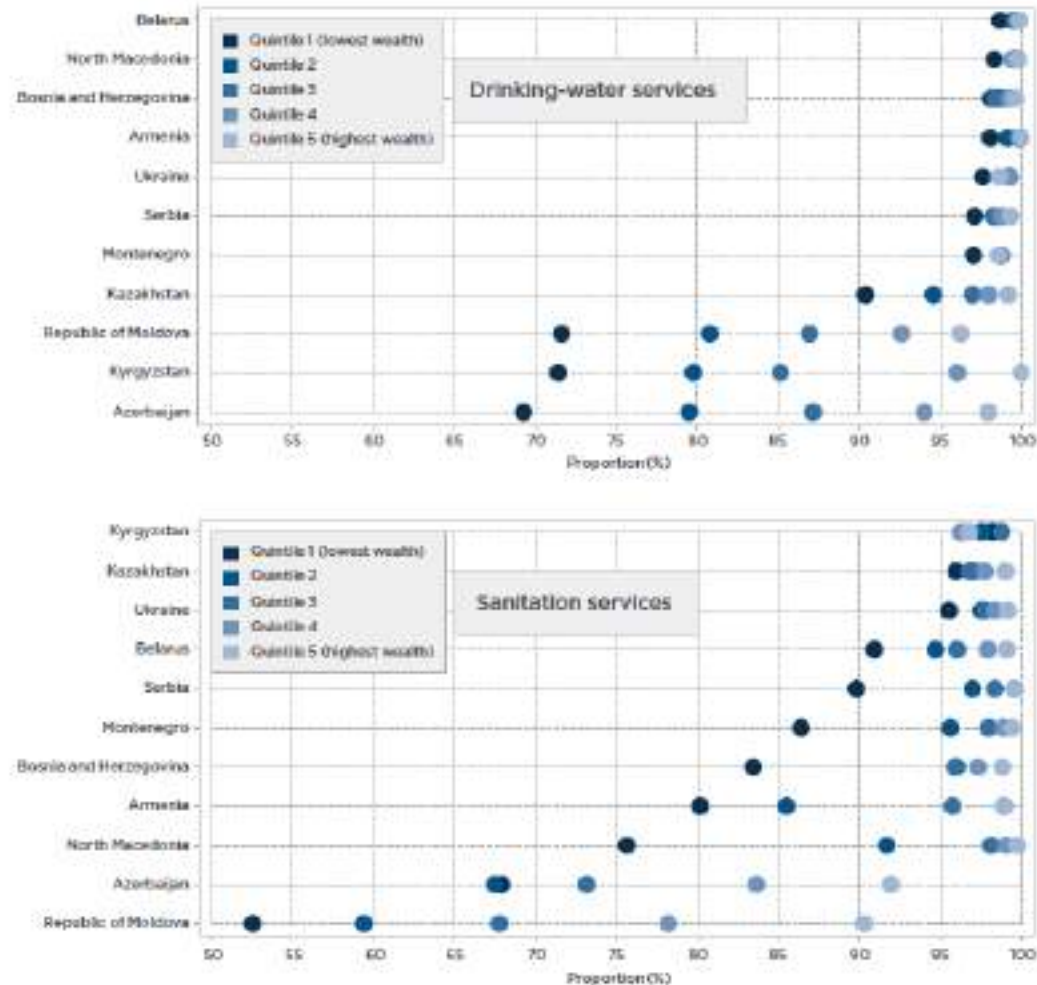 Belarus
Quintile 1 (lowest wealth)
North Macedonia
Quintile 2
Drinking-water services
Quintile 3
Bosnia and Herzegovina
Quintile 4
Armenia
Quintile 5 (highest wealth)
Ukraine
Serbia
Montenegro
Kazakhstan
Republic of Moldova
Kyrgyzstan
Azerbaijan
50 55 60 65 70 75 80 85 90 95 100
Proportion (%)
Kyrgyzstan
Quintile 1 (lowest wealth)
Kazakhstan
Quintile 2
Sanitation services
Quintile 3
Ukraine
Quintile 4
Belarus
Quintile 5 (highest wealth)
Serbia
Montenegro
Bosnia and Herzegovina
Armenia
North Macedonia
Azerbaijan
Republic of Moldova
50 55 60 65 70 75 80 85 90 95 100
Proportion (%)